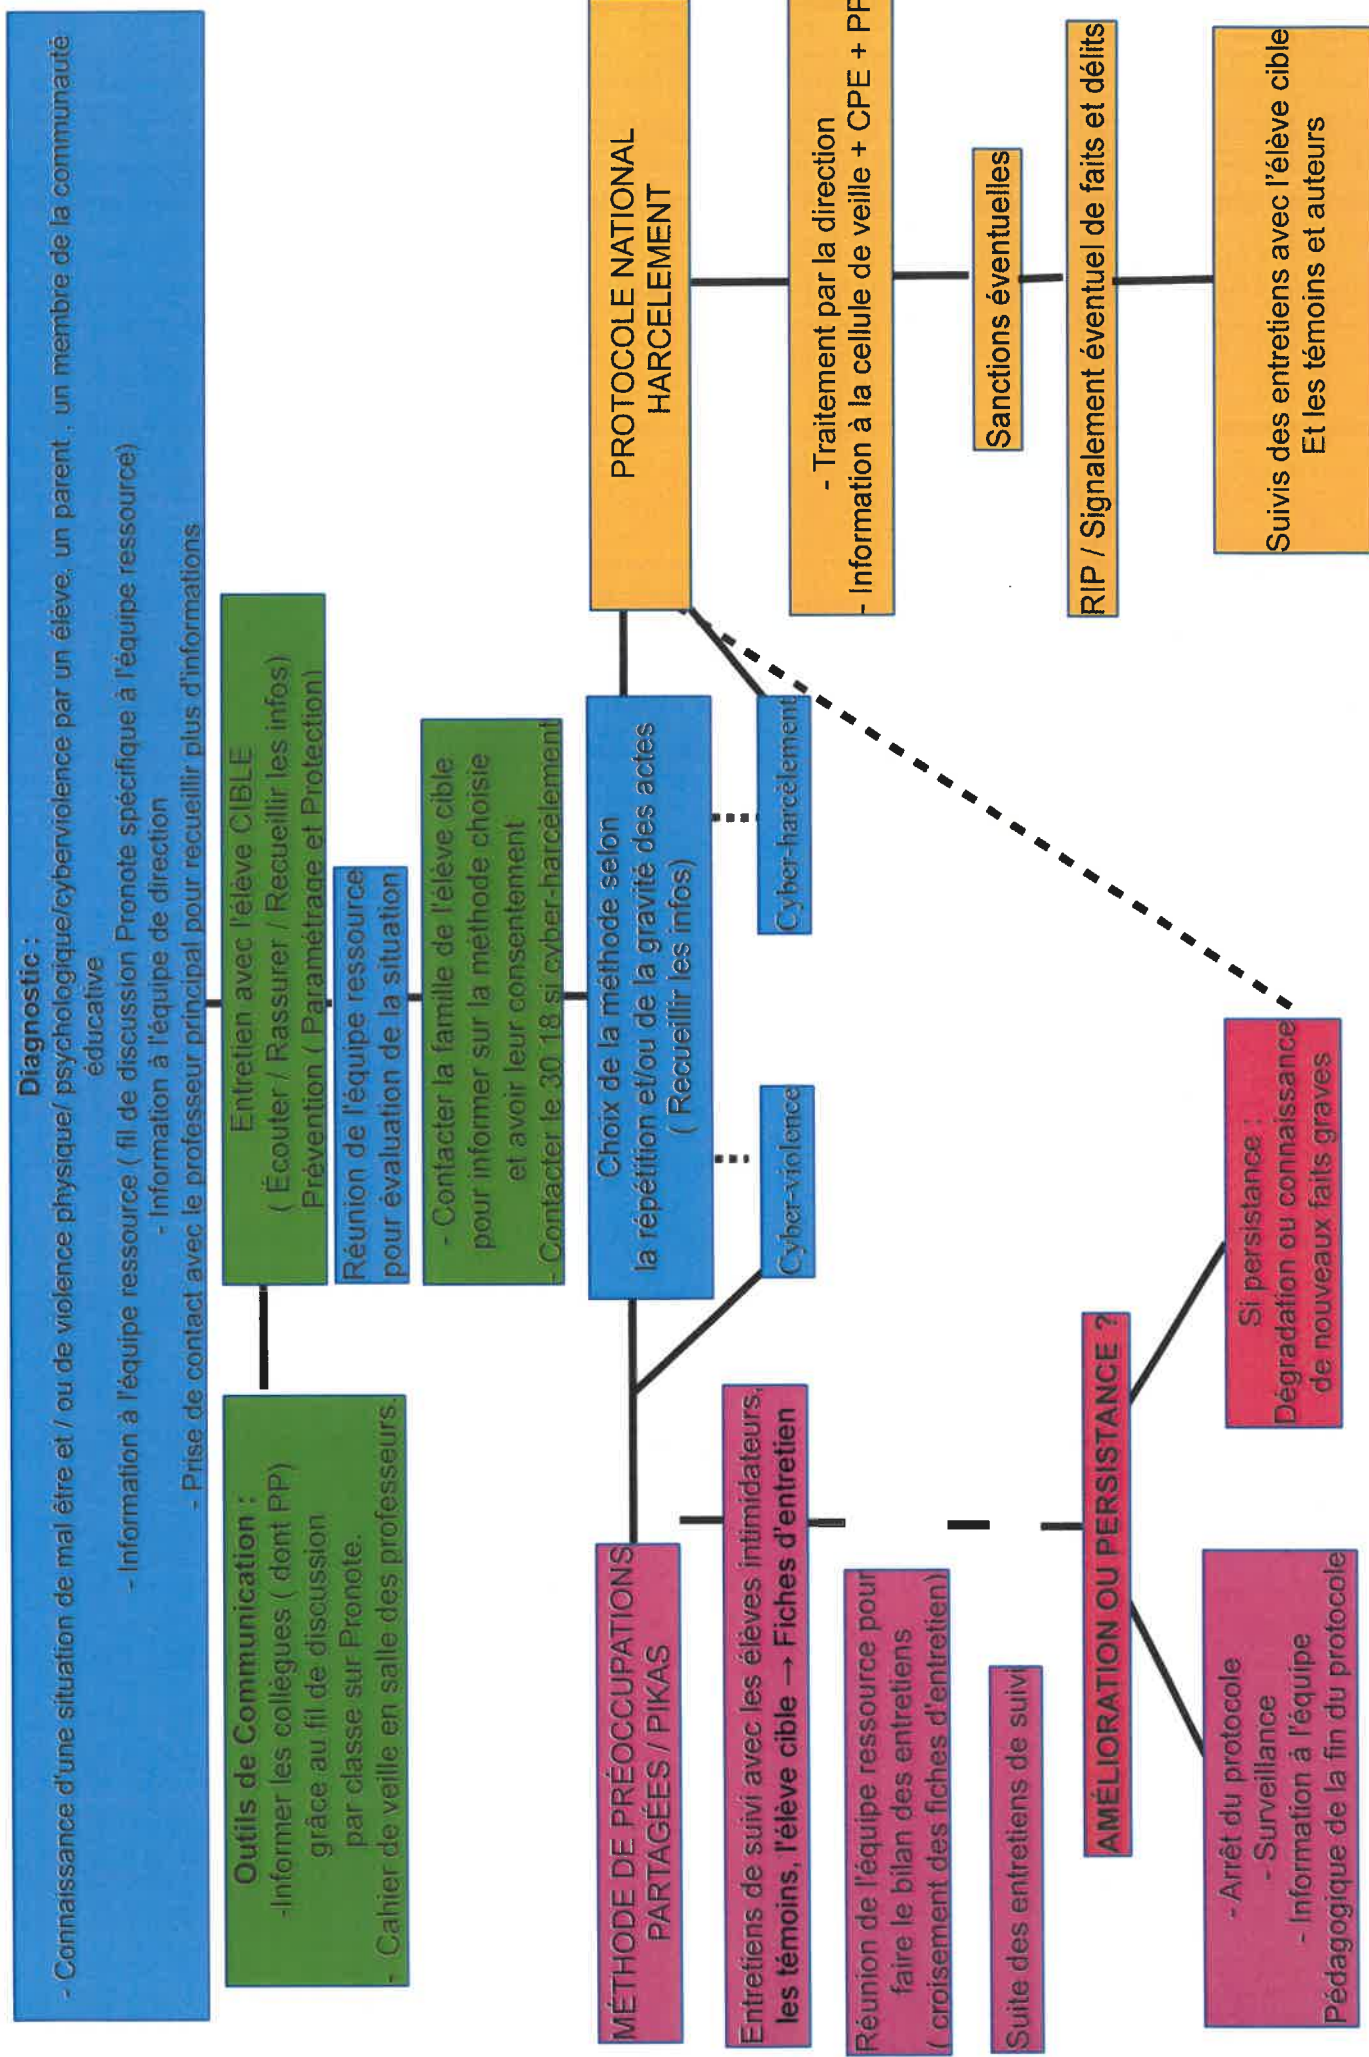 Diagnostic :
- Connaissance d'une situation de mal être et / ou de violence physique/ psychologique/cyberviolence par un élève, un parent , un membre de la communauté
éducative
- Information à l'équipe ressource ( fil de discussion Pronote spécifique à l'équipe ressource)
- Information à l'équipe de direction
- Prise de contact avec le professeur principal pour recueillir plus d'informations
Outils de Communication :
-Informer les collègues ( dont PP)
grâce au fil de discussion
par classe sur Pronote.
- Cahier de veille en salle des professeurs.
Entretien avec l'élève CIBLE
( Écouter / Rassurer / Recueillir les infos)
Prévention ( Paramétrage et Protection)
Réunion de l'équipe ressource
pour évaluation de la situation
- Contacter la famille de l'élève cible
pour informer sur la méthode choisie
et avoir leur consentement
- Contacter le 30 18 si cyber-harcèlement
Choix de la méthode selon
la répétition et/ou de la gravité des actes
( Recueillir les infos)
Cyber-violence
Cyber-harcèlement
MÉTHODE DE PRÉOCCUPATIONS
PARTAGÉES / PIKAS
Entretiens de suivi avec les élèves intimidateurs,
les témoins, l'élève cible → Fiches d'entretien
Réunion de l'équipe ressource pour
faire le bilan des entretiens
( croisement des fiches d'entretien)
Suite des entretiens de suivi
AMÉLIORATION OU PERSISTANCE ?
- Arrêt du protocole
- Surveillance
- Information à l'équipe
Pédagogique de la fin du protocole
Si persistance :
Dégradation ou connaissance
de nouveaux faits graves
PROTOCOLE NATIONAL
HARCELEMENT
- Traitement par la direction
- Information à la cellule de veille + CPE + PP
Sanctions éventuelles
RIP / Signalement éventuel de faits et délits
Suivis des entretiens avec l'élève cible
Et les témoins et auteurs